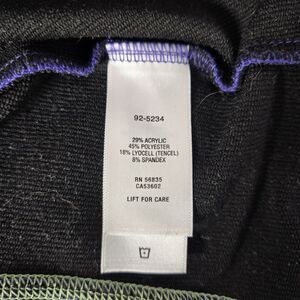 92-5234
29% ACRYLIC
45% POLYESTER
18% LYOCELL (TENCEL)
8% SPANDEX
RN 56835
CA53602
LIFT FOR CARE